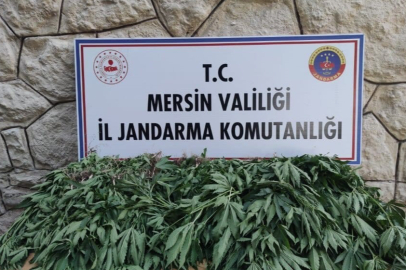 T.C.
MERSİN VALİLİĞİ
İL JANDARMA KOMUTANLIĞI